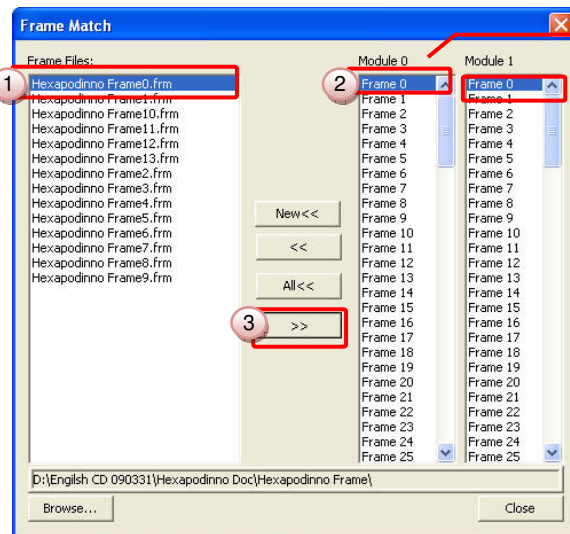 Frame Match
Frame Files:
Module 0
Module 1
1
Hexapodinno Frame0.frm
Hexapodinno Frame1.frm
Hexapodinno Frame10.frm
Hexapodinno Frame11.frm
Hexapodinno Frame12.frm
Hexapodinno Frame13.frm
Hexapodinno Frame2.frm
Hexapodinno Frame3.frm
Hexapodinno Frame4.frm
Hexapodinno Frame5.frm
Hexapodinno Frame6.frm
Hexapodinno Frame7.frm
Hexapodinno Frame8.frm
Hexapodinno Frame9.frm
New<<
<<
All<<
3
>>
2
Frame 0
Frame 1
Frame 2
Frame 3
Frame 4
Frame 5
Frame 6
Frame 7
Frame 8
Frame 9
Frame 10
Frame 11
Frame 12
Frame 13
Frame 14
Frame 15
Frame 16
Frame 17
Frame 18
Frame 19
Frame 20
Frame 21
Frame 22
Frame 23
Frame 24
Frame 25
Frame 0
Frame 1
Frame 2
Frame 3
Frame 4
Frame 5
Frame 6
Frame 7
Frame 8
Frame 9
Frame 10
Frame 11
Frame 12
Frame 13
Frame 14
Frame 15
Frame 16
Frame 17
Frame 18
Frame 19
Frame 20
Frame 21
Frame 22
Frame 23
Frame 24
Frame 25
D:\Engilsh CD 090331\Hexapodinno Doc\Hexapodinno Frame\
Browse...
Close